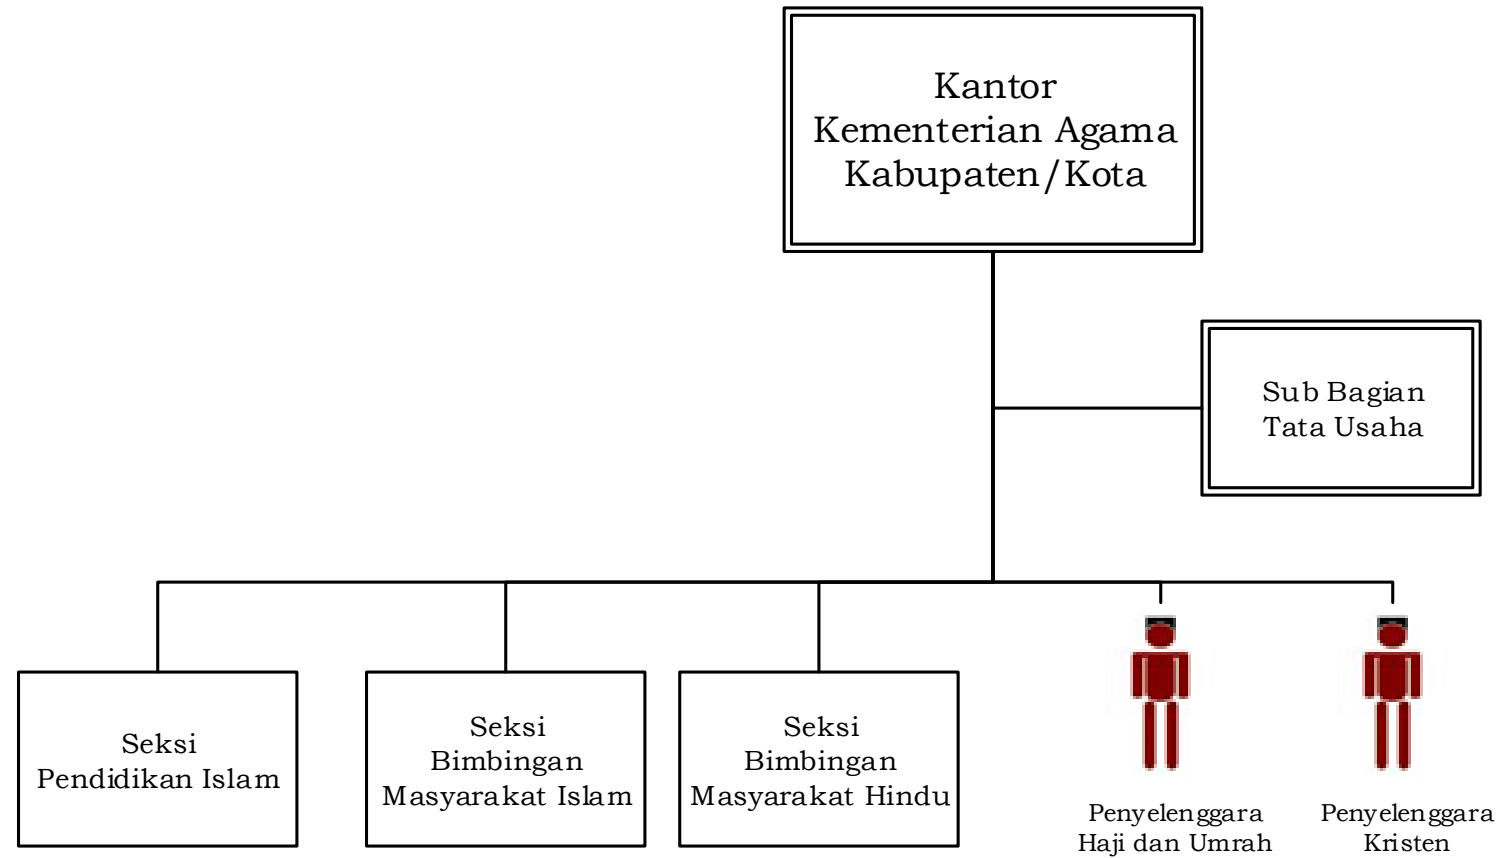 Kantor
Kementerian Agama
Kabupaten/Kota
Sub Bagian
Tata Usaha
Seksi
Pendidikan Islam
Seksi
Bimbingan
Masyarakat Islam
Seksi
Bimbingan
Masyarakat Hindu
Penyelenggara
Haji dan Umrah
Penyelenggara
Kristen